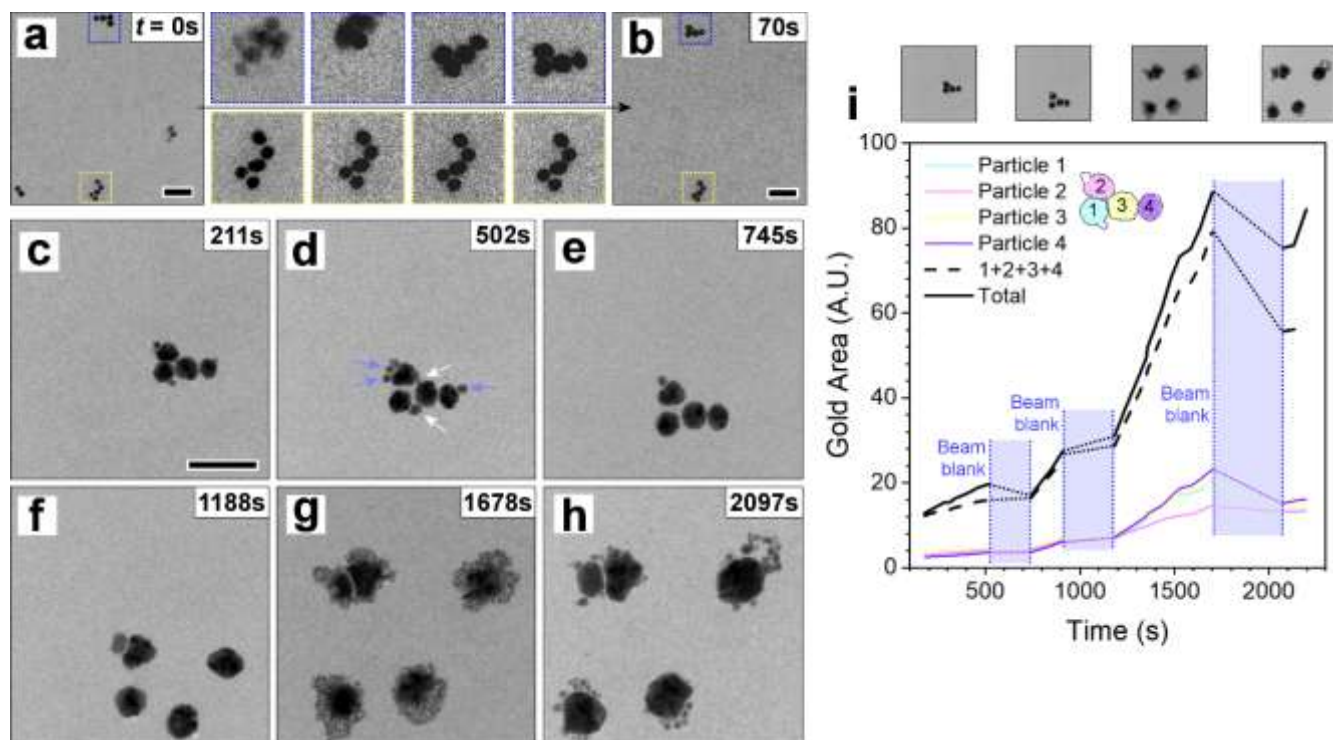 a
t = 0s
b
70s
c
211s
d
502s
e
745s
f
1188s
g
1678s
h
2097s
i
100
80
60
40
20
0
Gold Area (A.U.)
Particle 1
Particle 2
Particle 3
Particle 4
1+2+3+4
Total
2
1
3
4
Beam
blank
Beam
blank
Beam
blank
500
1000
1500
2000
Time (s)